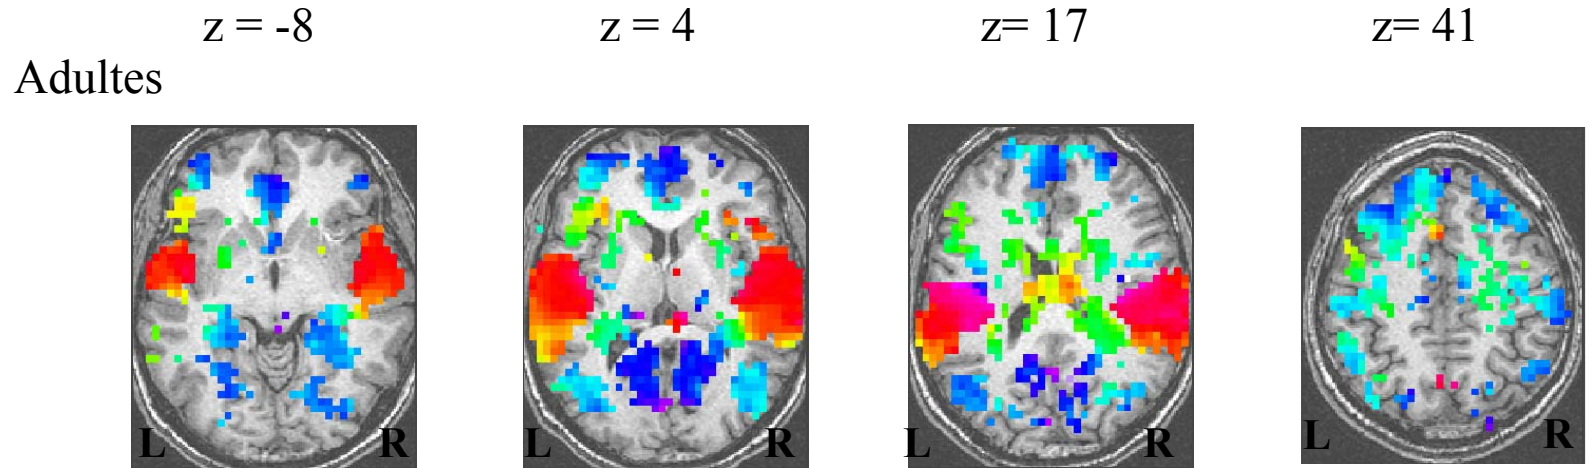 z = -8 z = 4 z= 17 z= 41
Adultes
L R L R L R L R